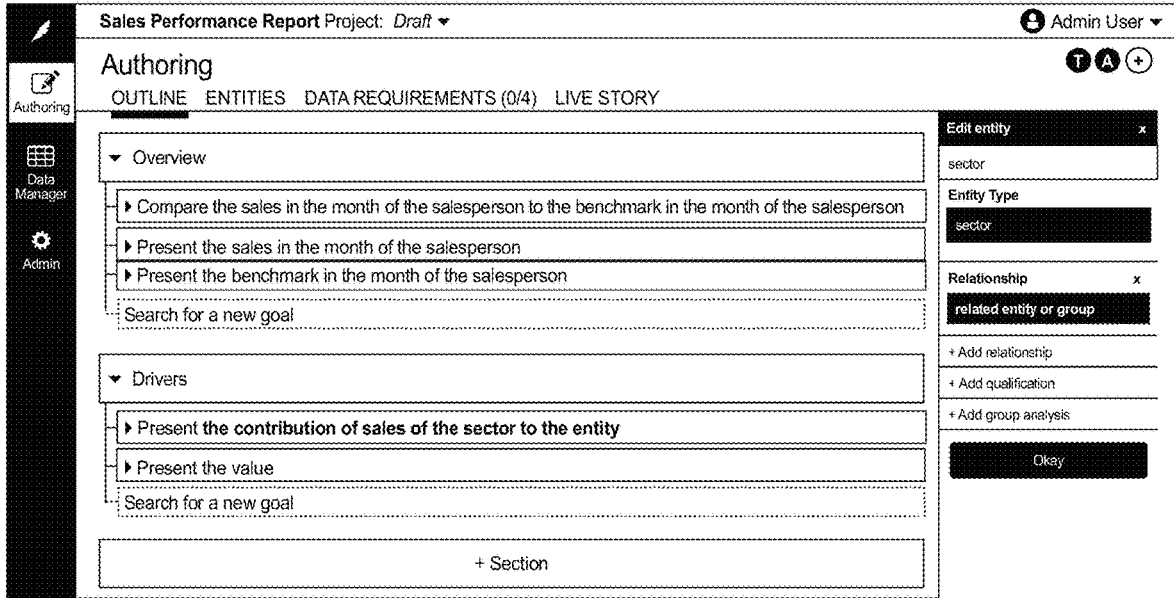 Sales Performance Report Project: Draft
Admin User
Authoring
Data
Manager
Admin
Authoring
T A +
OUTLINE ENTITIES DATA REQUIREMENTS (0/4) LIVE STORY
Overview
Compare the sales in the month of the salesperson to the benchmark in the month of the salesperson
Present the sales in the month of the salesperson
Present the benchmark in the month of the salesperson
Search for a new goal
Drivers
Present the contribution of sales of the sector to the entity
Present the value
Search for a new goal
+ Section
Edit entity x
sector
Entity Type
sector
Relationship x
related entity or group
+ Add relationship
+ Add qualification
+ Add group analysis
Okay